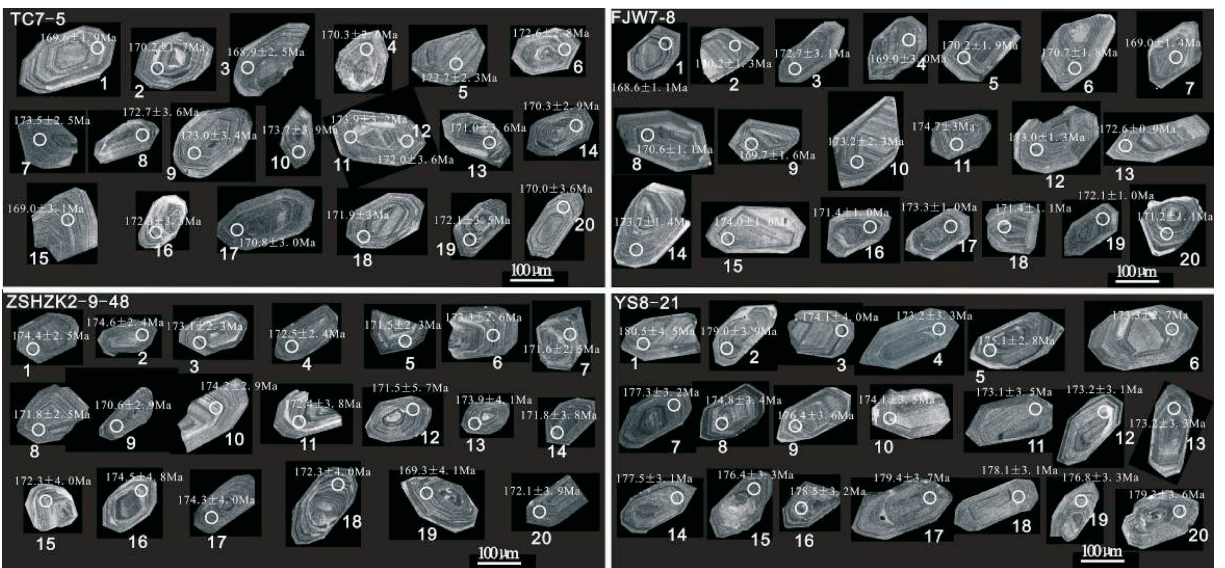 TC7-5
169.6±1.9Ma 170.2±1.7Ma 168.9±2.5Ma 170.3±2.6Ma 172.7±2.3Ma 172.6±2.8Ma
1 2 3 4 5 6
173.5±2.5Ma 172.7±3.6Ma 173.0±3.4Ma 173.9±3.2Ma 172.0±3.6Ma 171.0±3.6Ma 170.3±2.9Ma
7 8 9 10 11 12 13 14
169.0±3.1Ma 170.8±3.0Ma 171.9±3Ma 172.1±3.5Ma 170.0±3.6Ma
15 16 17 18 19 20
100μm
FJW7-8
168.6±1.1Ma 172.7±3.1Ma 169.0±3.0Ma 170.2±1.9Ma 170.7±1.8Ma 169.0±1.4Ma
1 2 3 4 5 6 7
170.6±1.1Ma 169.7±1.6Ma 173.2±2.3Ma 174.7±3Ma 173.0±1.3Ma 172.6±0.9Ma
8 9 10 11 12 13
173.7±1.4Ma 174.0±1.0Ma 171.4±1.0Ma 173.3±1.0Ma 171.4±1.1Ma 172.1±1.0Ma 171.2±1.1Ma
14 15 16 17 18 19 20
100μm
ZSHZK2-9-48
174.4±2.5Ma 174.6±2.4Ma 173.1±2.3Ma 172.5±2.4Ma 171.5±2.3Ma 173.3±2.6Ma 171.6±2.5Ma
1 2 3 4 5 6 7
171.8±2.5Ma 170.6±2.9Ma 174.2±2.9Ma 172.4±3.8Ma 171.5±5.7Ma 173.9±4.1Ma 171.8±3.8Ma
8 9 10 11 12 13 14
172.3±4.0Ma 174.5±4.8Ma 174.3±4.0Ma 172.3±4.0Ma 169.3±4.1Ma 172.1±3.9Ma
15 16 17 18 19 20
100μm
YS8-21
180.5±4.5Ma 179.0±3.9Ma 174.1±4.0Ma 173.2±3.3Ma 175.1±2.8Ma
1 2 3 4 5 6
177.3±3.2Ma 174.8±3.4Ma 176.4±3.6Ma 174.1±3.5Ma 173.1±3.5Ma 173.2±3.1Ma 173.2±3.3Ma
7 8 9 10 11 12 13
177.5±3.1Ma 176.4±3.3Ma 178.5±3.2Ma 179.4±3.7Ma 178.1±3.1Ma 176.8±3.3Ma 179.2±3.6Ma
14 15 16 17 18 19 20
100μm